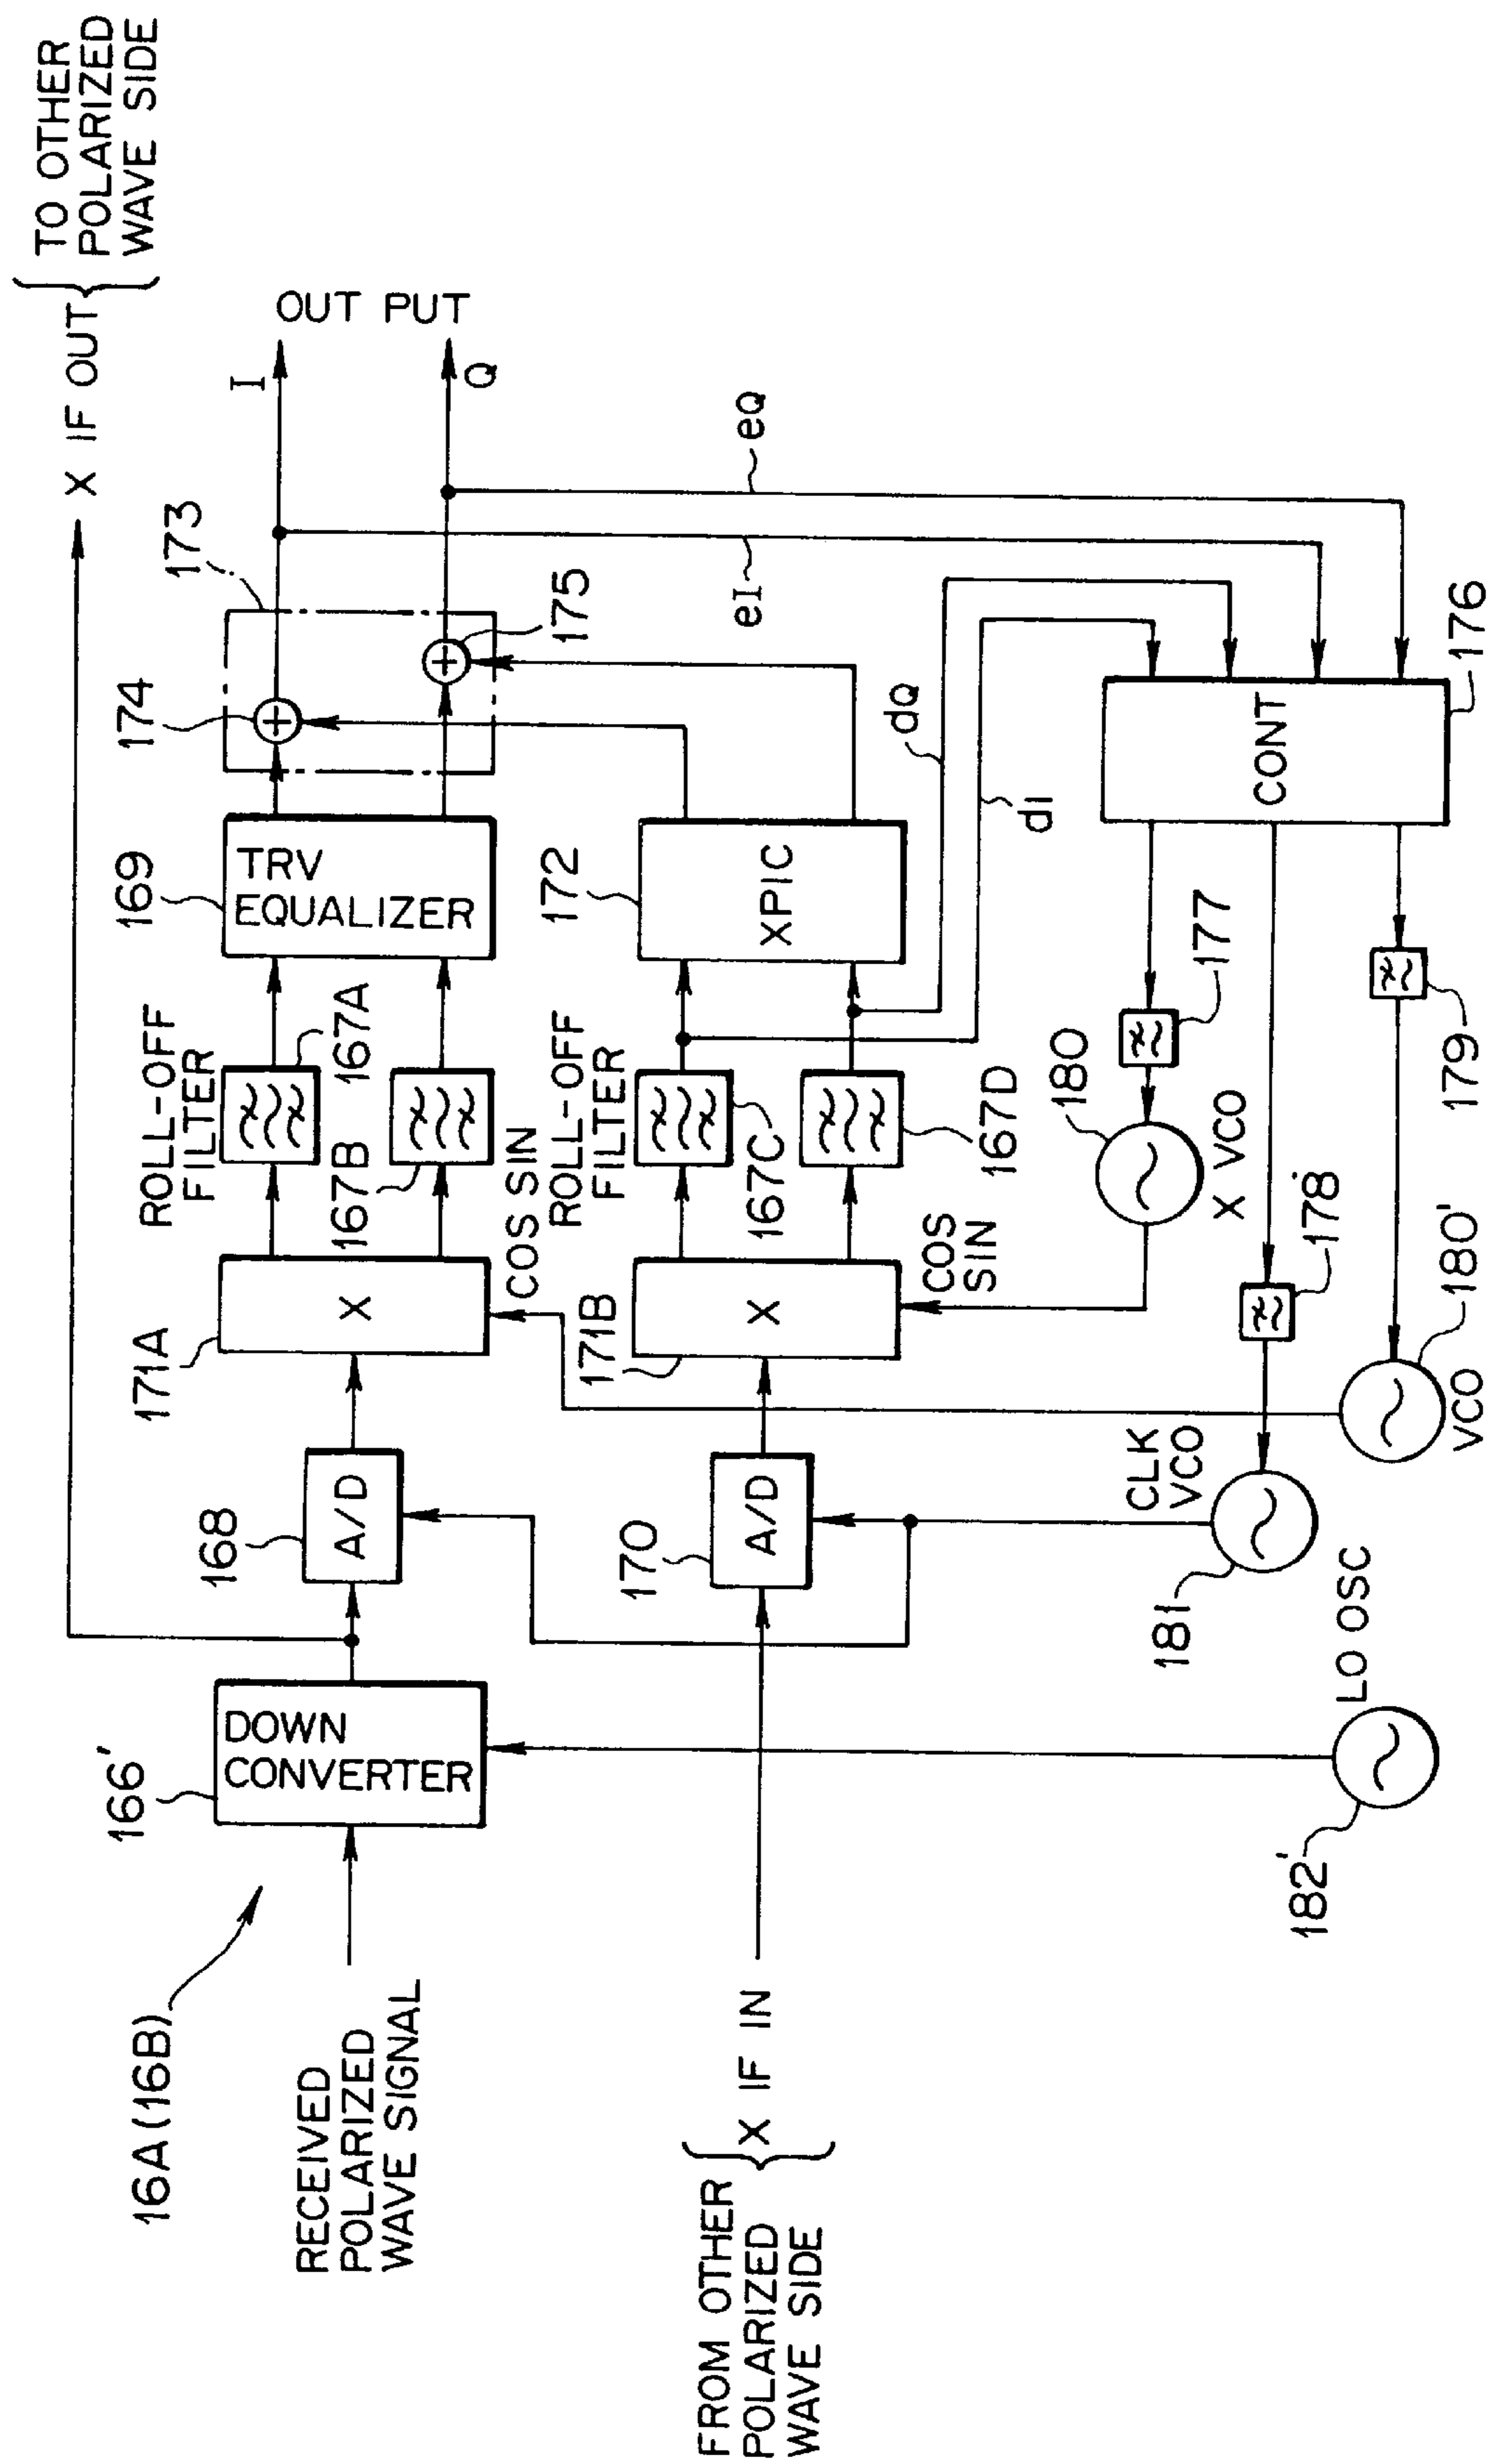 TO OTHER
POLARIZED
WAVE SIDE
X IF OUT
16A(16B)
RECEIVED
POLARIZED
WAVE SIGNAL
166'
DOWN
CONVERTER
168
A/D
171A
X
COS SIN
ROLL-OFF
FILTER
167A
167B
169
TRV
EQUALIZER
173
174
175
I
Q
OUT PUT
FROM OTHER
POLARIZED
WAVE SIDE
X IF IN
170
A/D
171B
X
COS
SIN
ROLL-OFF
FILTER
167C
167D
172
XPIC
dI
dQ
eI
eQ
CONT
176
177
178
179
180
X VCO
180'
VCO
181
CLK
VCO
182'
LO OSC